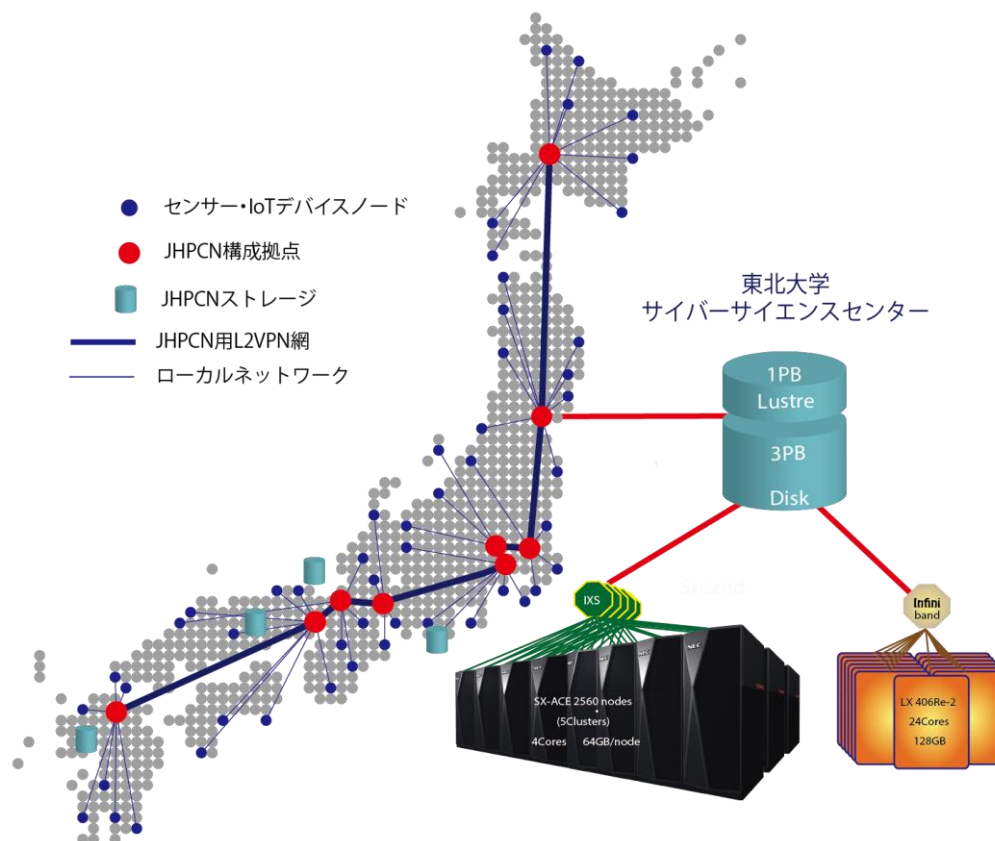 センサー・IoTデバイスノード
JHPCN構成拠点
JHPCNストレージ
JHPCN用L2VPN網
ローカルネットワーク
東北大学
サイバーサイエンスセンター
1PB
Lustre
3PB
Disk
Shared
IXS
Infini
band
NEC
SX-ACE 2560 nodes
(5Clusters)
4Cores 64GB/node
LX 406Re-2
24Cores
128GB